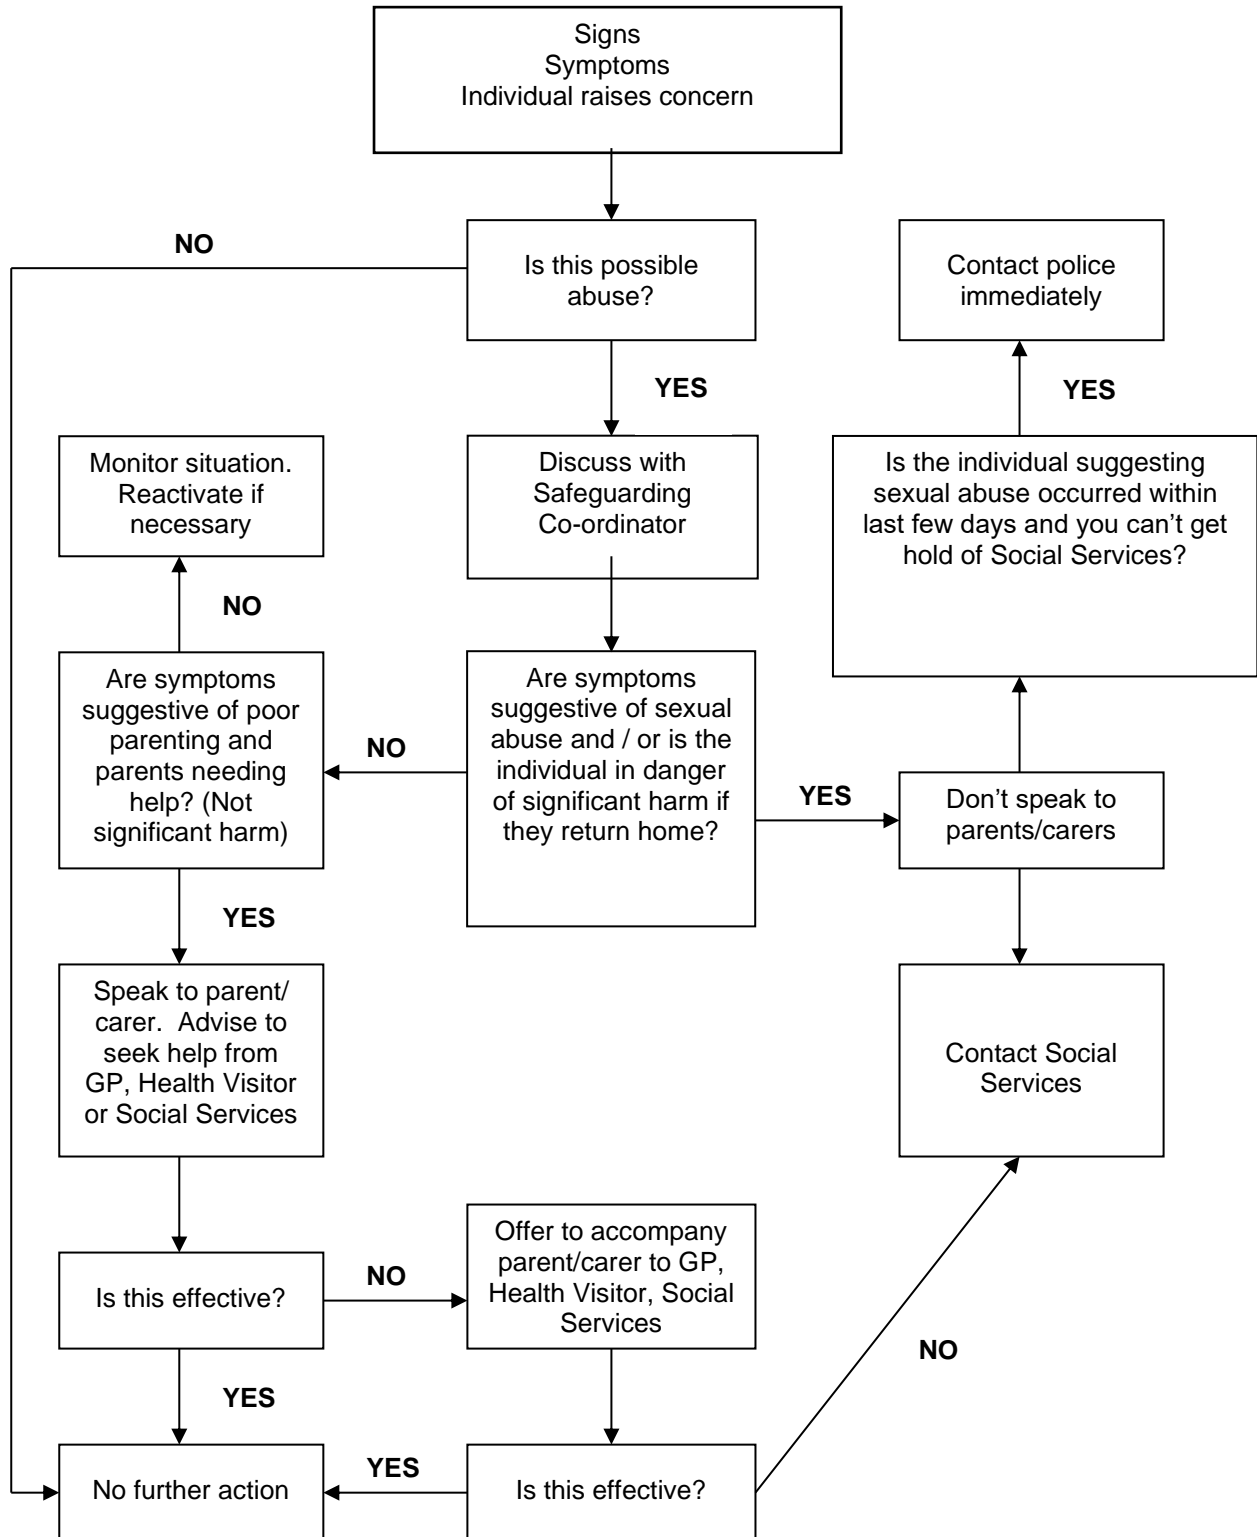 Signs
Symptoms
Individual raises concern
NO
Is this possible
abuse?
Contact police
immediately
YES
YES
Monitor situation.
Reactivate if
necessary
Discuss with
Safeguarding
Co-ordinator
Is the individual suggesting
sexual abuse occurred within
last few days and you can’t get
hold of Social Services?
NO
Are symptoms
suggestive of poor
parenting and
parents needing
help? (Not
significant harm)
NO
Are symptoms
suggestive of sexual
abuse and / or is the
individual in danger
of significant harm if
they return home?
YES
Don’t speak to
parents/carers
YES
Speak to parent/
carer. Advise to
seek help from
GP, Health Visitor
or Social Services
Contact Social
Services
Is this effective?
NO
Offer to accompany
parent/carer to GP,
Health Visitor, Social
Services
NO
YES
No further action
YES
Is this effective?